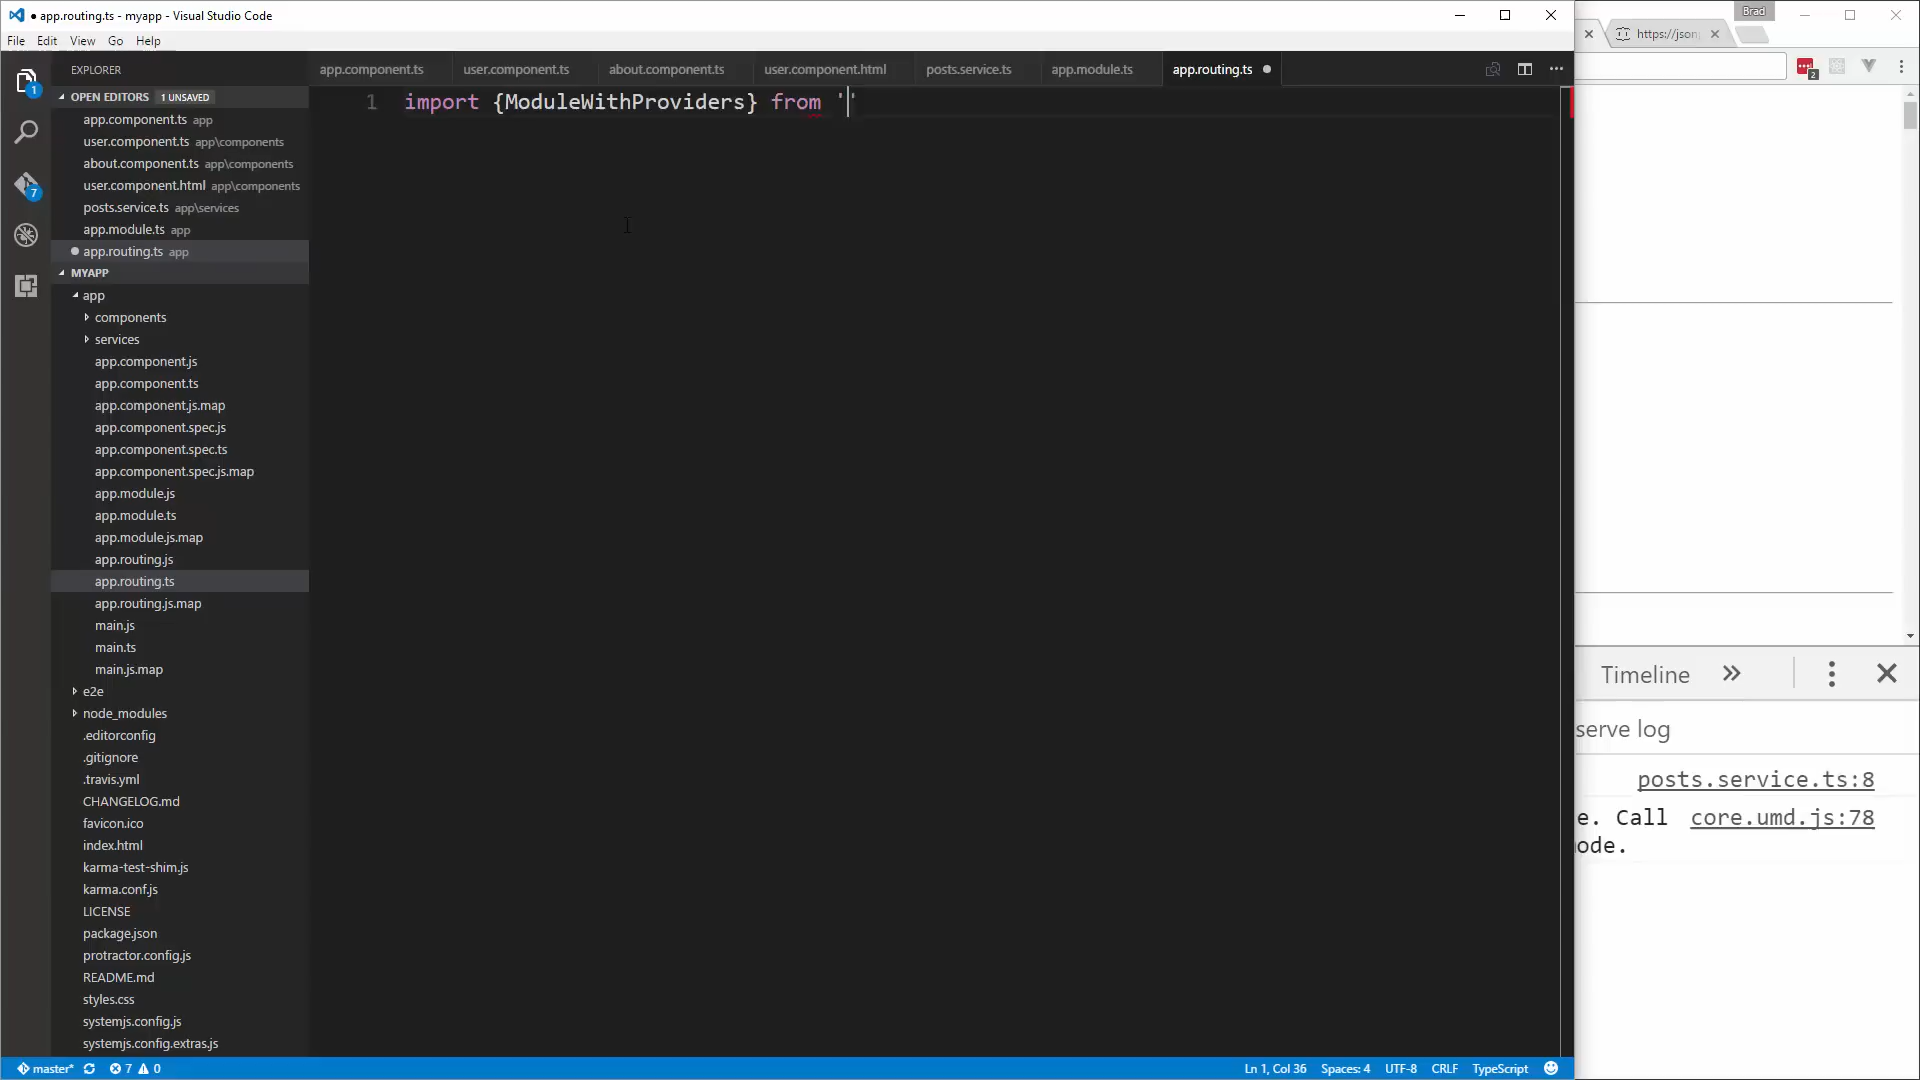 ● app.routing.ts - myapp - Visual Studio Code
Brad
File Edit View Go Help
https://json
EXPLORER
app.component.ts user.component.ts about.component.ts user.component.html posts.service.ts app.module.ts app.routing.ts ●
2
OPEN EDITORS 1 UNSAVED
1 import {ModuleWithProviders} from ''
1
app.component.ts app
user.component.ts app\components
about.component.ts app\components
user.component.html app\components
7
posts.service.ts app\services
app.module.ts app
● app.routing.ts app
MYAPP
app
components
services
app.component.js
app.component.ts
app.component.js.map
app.component.spec.js
app.component.spec.ts
app.component.spec.js.map
app.module.js
app.module.ts
app.module.js.map
app.routing.js
app.routing.ts
app.routing.js.map
main.js
main.ts
main.js.map
e2e
node_modules
.editorconfig
.gitignore
.travis.yml
CHANGELOG.md
favicon.ico
index.html
karma-test-shim.js
karma.conf.js
LICENSE
package.json
protractor.config.js
README.md
styles.css
systemjs.config.js
systemjs.config.extras.js
Timeline »
serve log
posts.service.ts:8
e. Call core.umd.js:78
ode.
master* 7 0 Ln 1, Col 36 Spaces: 4 UTF-8 CRLF TypeScript